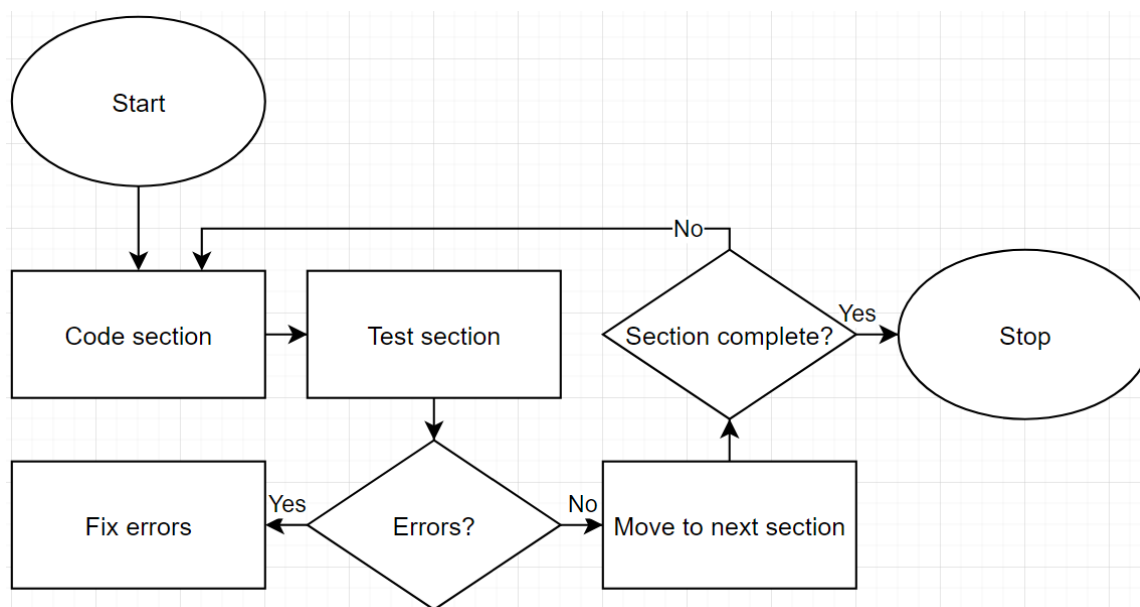 Start
No
Code section
Test section
Section complete?
Yes
Stop
Fix errors
Yes
Errors?
No
Move to next section